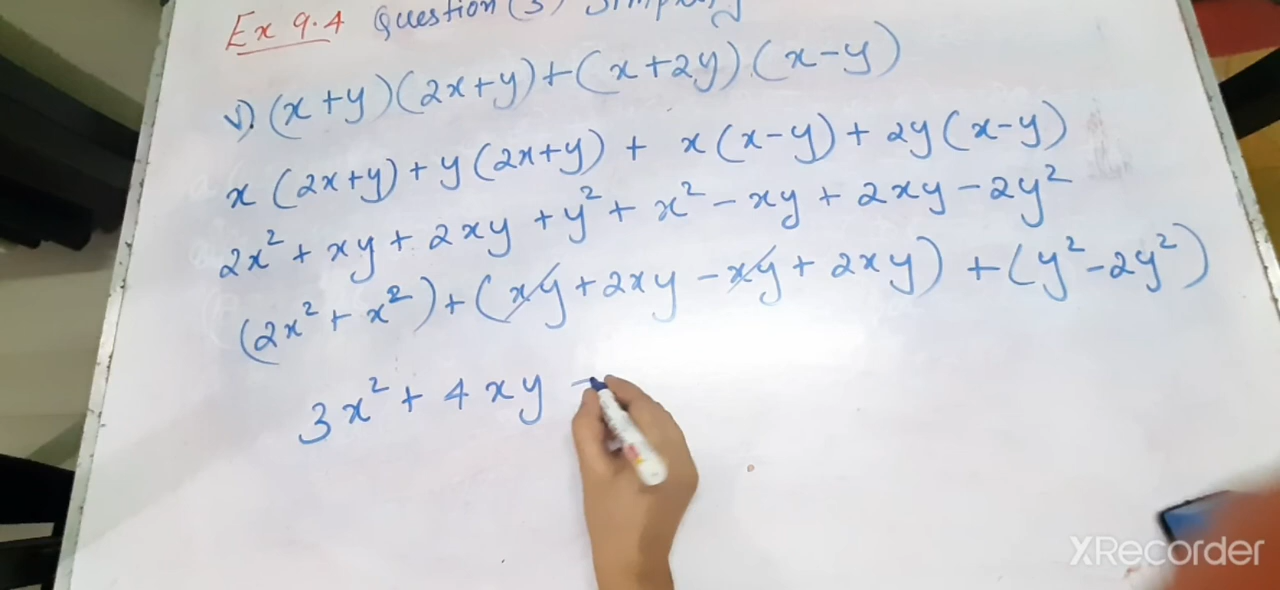 Ex 9.4 Question (3) Simplify
v). (x+y)(2x+y)+(x+2y)(x-y)
x(2x+y)+y(2x+y) + x(x-y)+2y(x-y)
2x²+xy+2xy+y²+x²-xy+2xy-2y²
(2x²+x²)+(xy+2xy-xy+2xy)+(y²-2y²)
3x²+4xy -
XRecorder